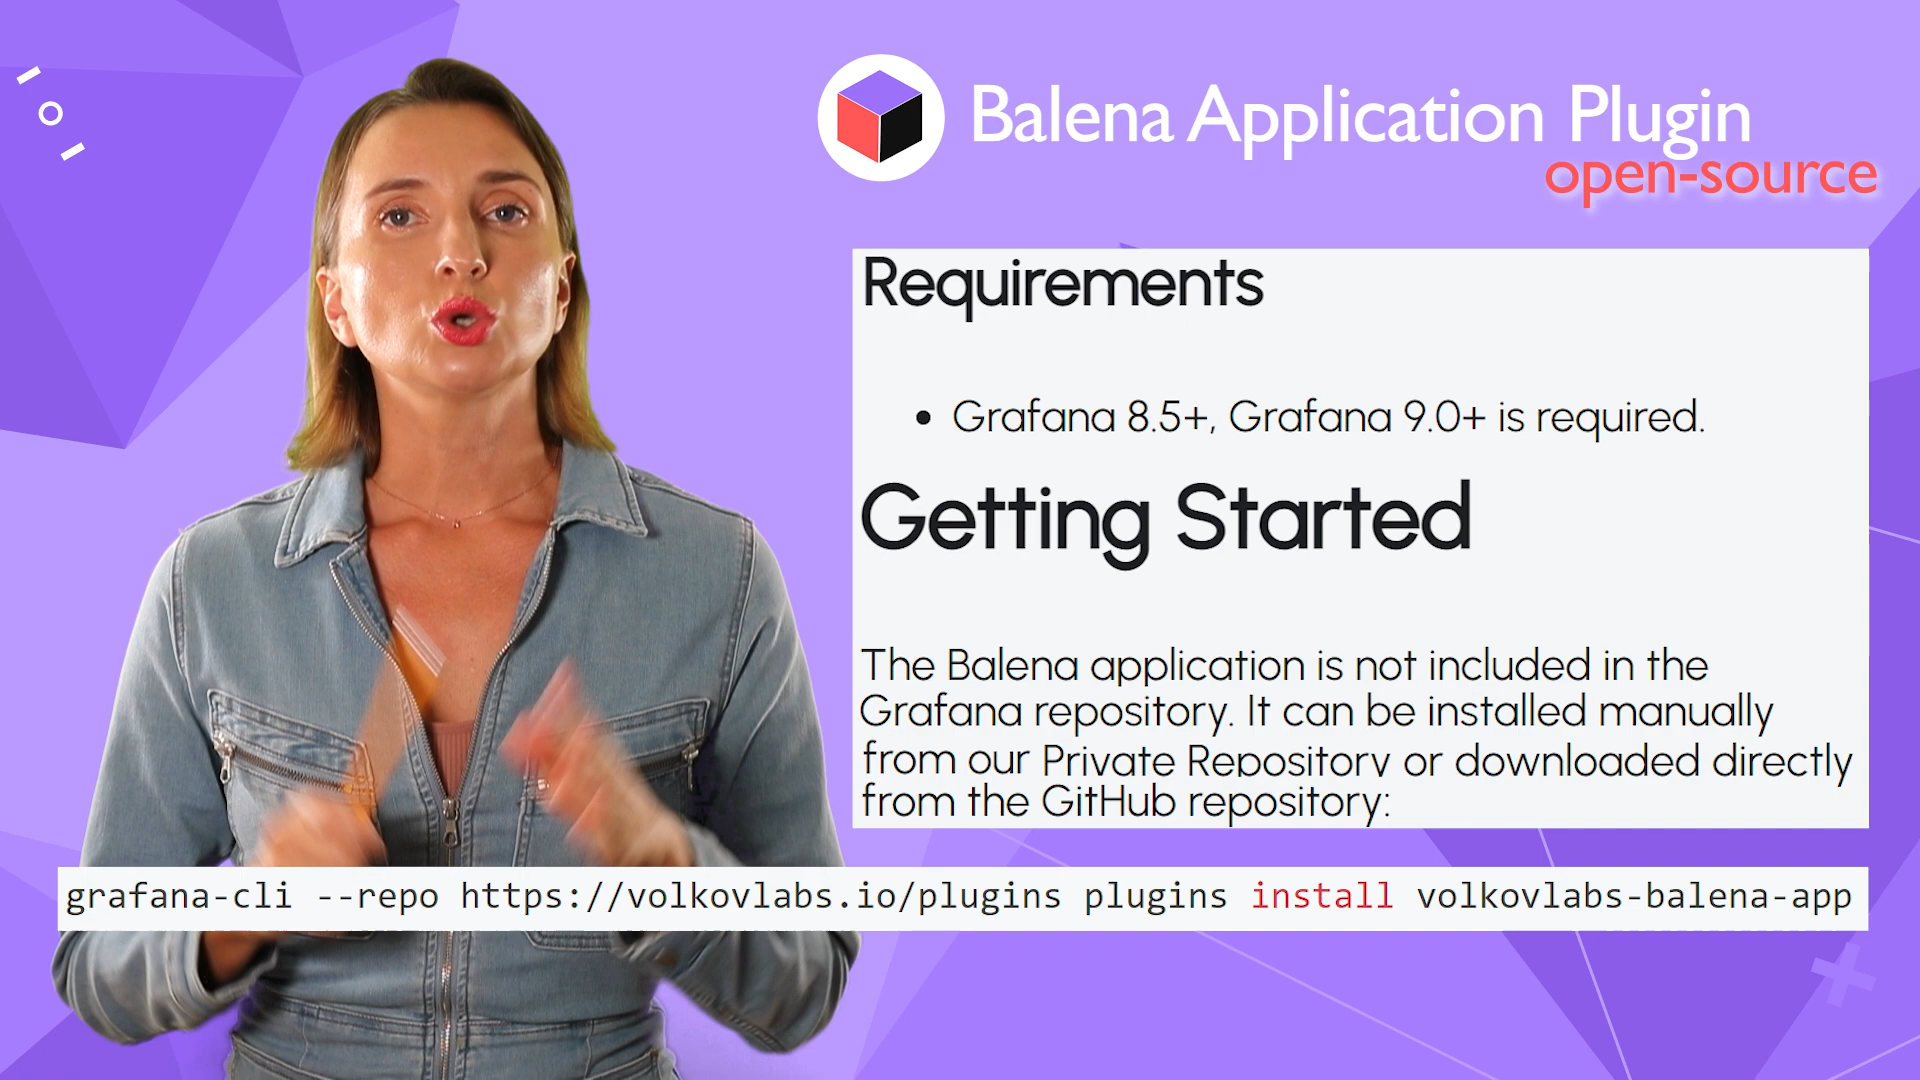 Balena Application Plugin
open-source
Requirements
• Grafana 8.5+, Grafana 9.0+ is required.
Getting Started
The Balena application is not included in the
Grafana repository. It can be installed manually
from our Private Repository or downloaded directly
from the GitHub repository:
grafana-cli --repo https://volkovlabs.io/plugins plugins install volkovlabs-balena-app